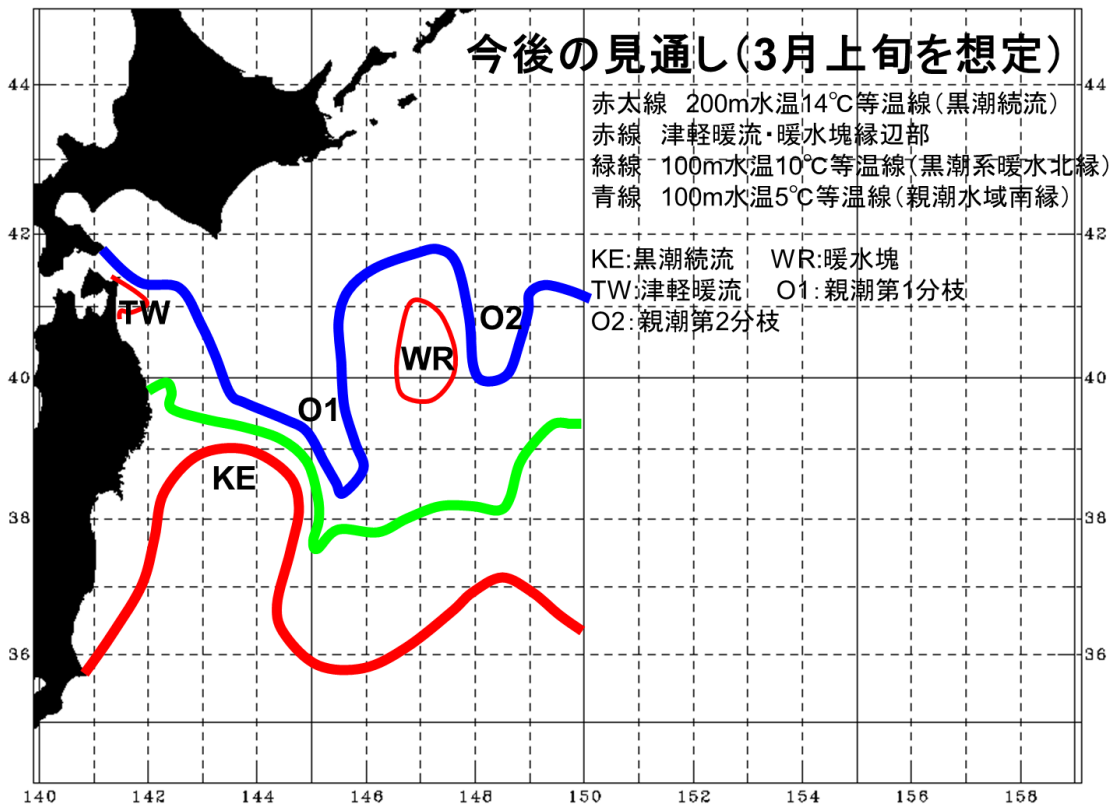 今後の見通し(3月上旬を想定)
44
44
赤太線 200m水温14℃等温線(黒潮続流)
赤線 津軽暖流・暖水塊縁辺部
緑線 100m水温10℃等温線(黒潮系暖水北縁)
青線 100m水温5℃等温線(親潮水域南縁)
42
42
KE:黒潮続流 WR:暖水塊
TW:津軽暖流 O1:親潮第1分枝
O2:親潮第2分枝
TW
O2
WR
40
40
O1
KE
38
38
36
36
140 142 144 146 148 150 152 154 156 158